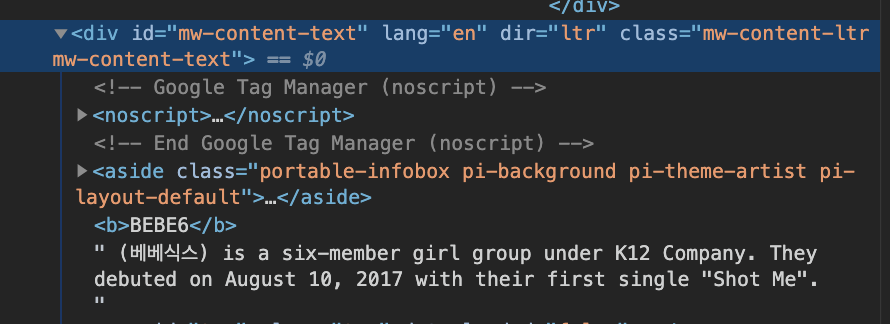 </div>
▼<div id="mw-content-text" lang="en" dir="ltr" class="mw-content-ltr
mw-content-text"> == $0
<!-- Google Tag Manager (noscript) -->
▶<noscript>…</noscript>
<!-- End Google Tag Manager (noscript) -->
▶<aside class="portable-infobox pi-background pi-theme-artist pi-
layout-default">…</aside>
<b>BEBE6</b>
" (베베식스) is a six-member girl group under K12 Company. They
debuted on August 10, 2017 with their first single "Shot Me".
"